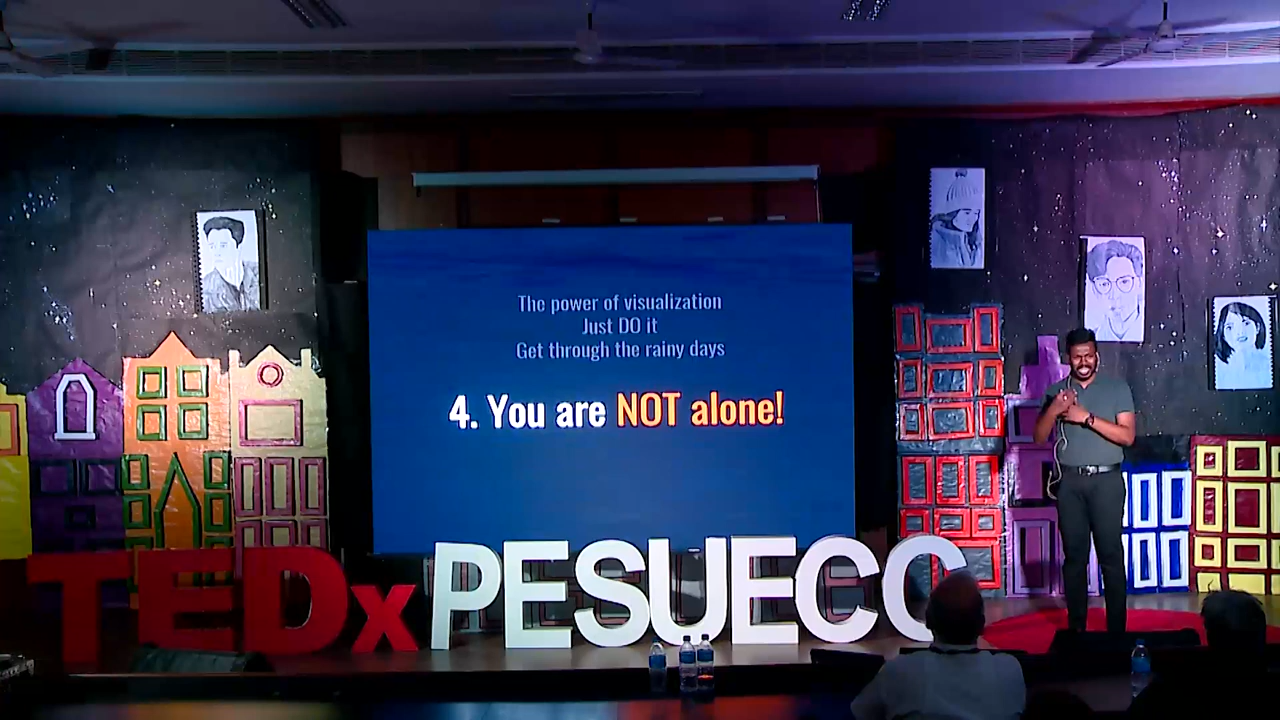 The power of visualization
Just DO it
Get through the rainy days
4. You are NOT alone!
TEDxPESUECC